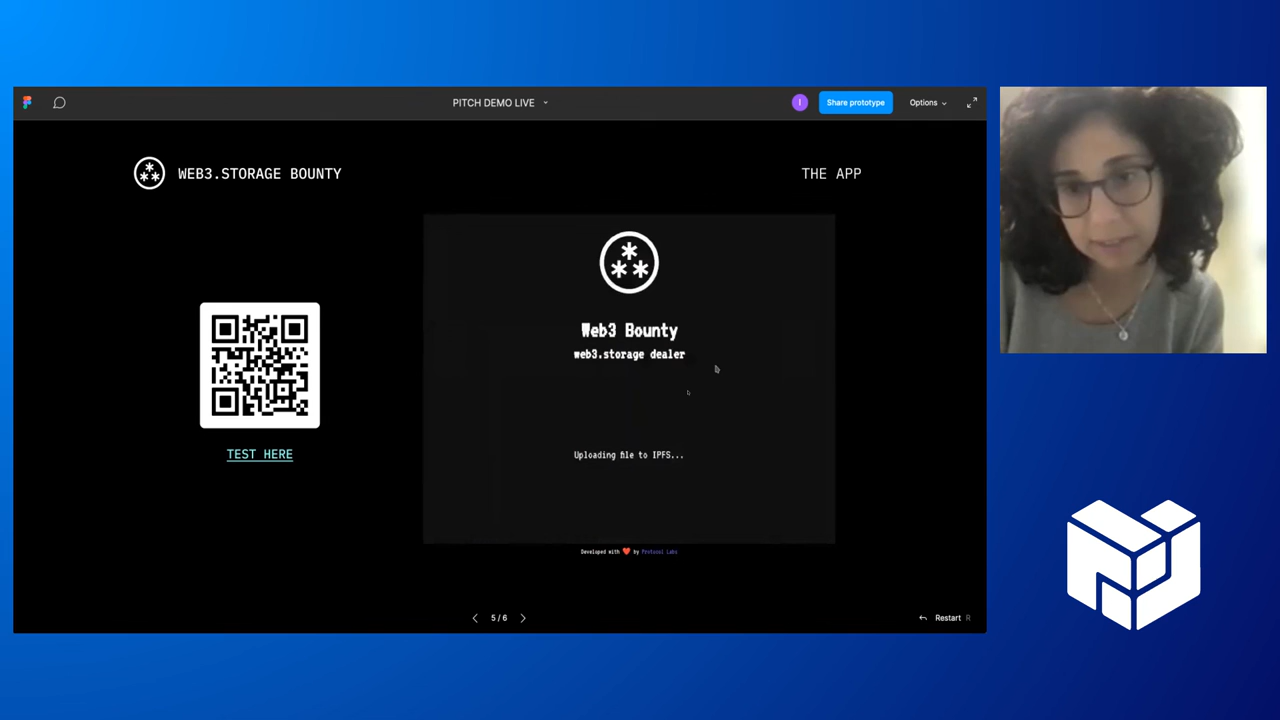 PITCH DEMO LIVE
I
Share prototype
Options
WEB3.STORAGE BOUNTY
THE APP
Web3 Bounty
web3.storage dealer
TEST HERE
Uploading file to IPFS...
Developed with ❤️ by Protocol Labs
5 / 6
Restart R